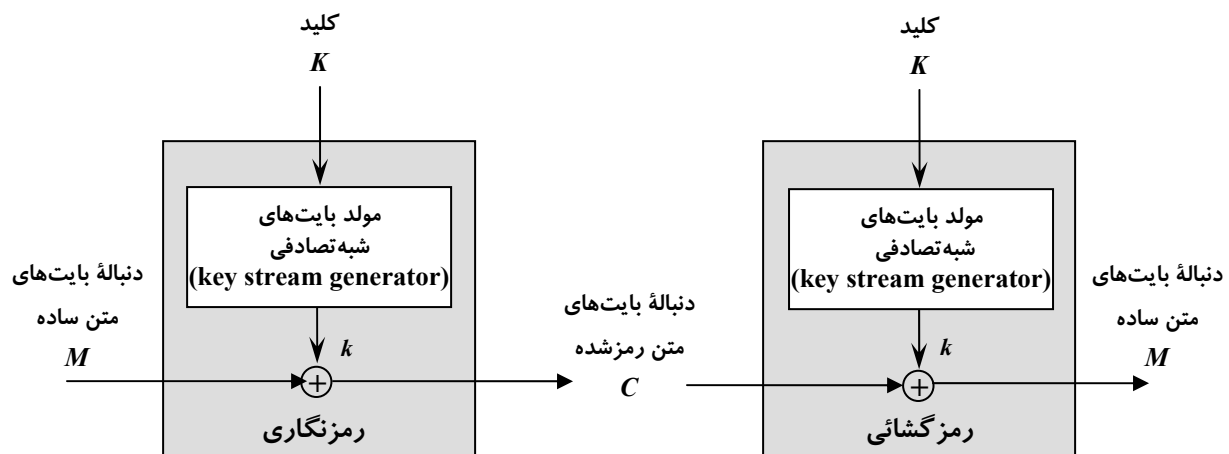 کلید
K
مولد بایت‌های
شبه‌تصادفی
(key stream generator)
دنبالهٔ بایت‌های
متن ساده
M
k
+
رمزنگاری
دنبالهٔ بایت‌های
متن رمزشده
C
کلید
K
مولد بایت‌های
شبه‌تصادفی
(key stream generator)
k
+
رمزگشائی
دنبالهٔ بایت‌های
متن ساده
M